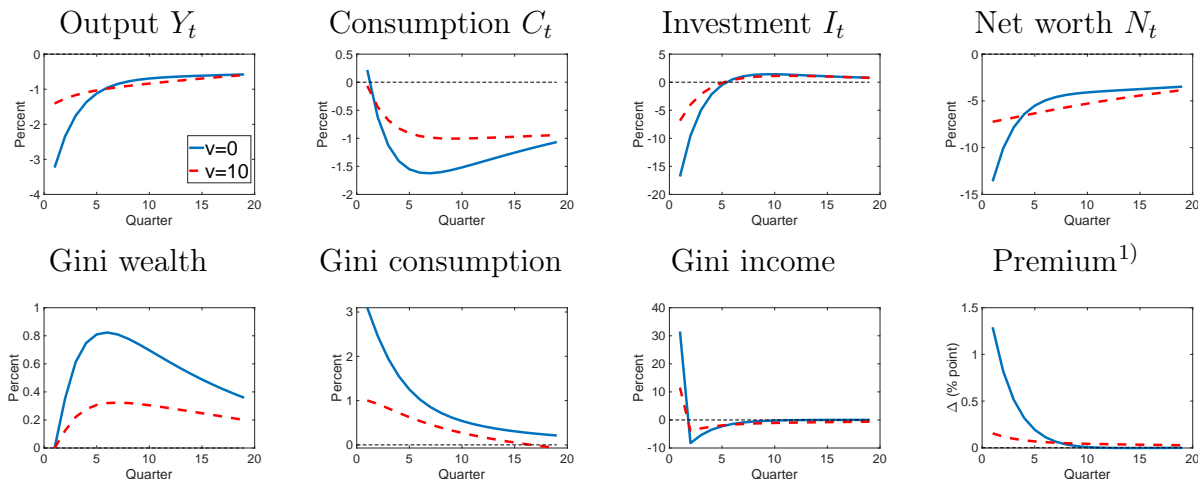 Output Y_t
Consumption C_t
Investment I_t
Net worth N_t
0
-1
-2
-3
-4
Percent
v=0
v=10
0 5 10 15 20
Quarter
0.5
0
-0.5
-1
-1.5
-2
Percent
0 5 10 15 20
Quarter
5
0
-5
-10
-15
-20
Percent
0 5 10 15 20
Quarter
0
-5
-10
-15
Percent
0 5 10 15 20
Quarter
Gini wealth
Gini consumption
Gini income
Premium¹⁾
1
0.8
0.6
0.4
0.2
0
Percent
0 5 10 15 20
Quarter
3
2
1
0
Percent
0 5 10 15 20
Quarter
40
30
20
10
0
-10
Percent
0 5 10 15 20
Quarter
1.5
1
0.5
0
Δ (% point)
0 5 10 15 20
Quarter